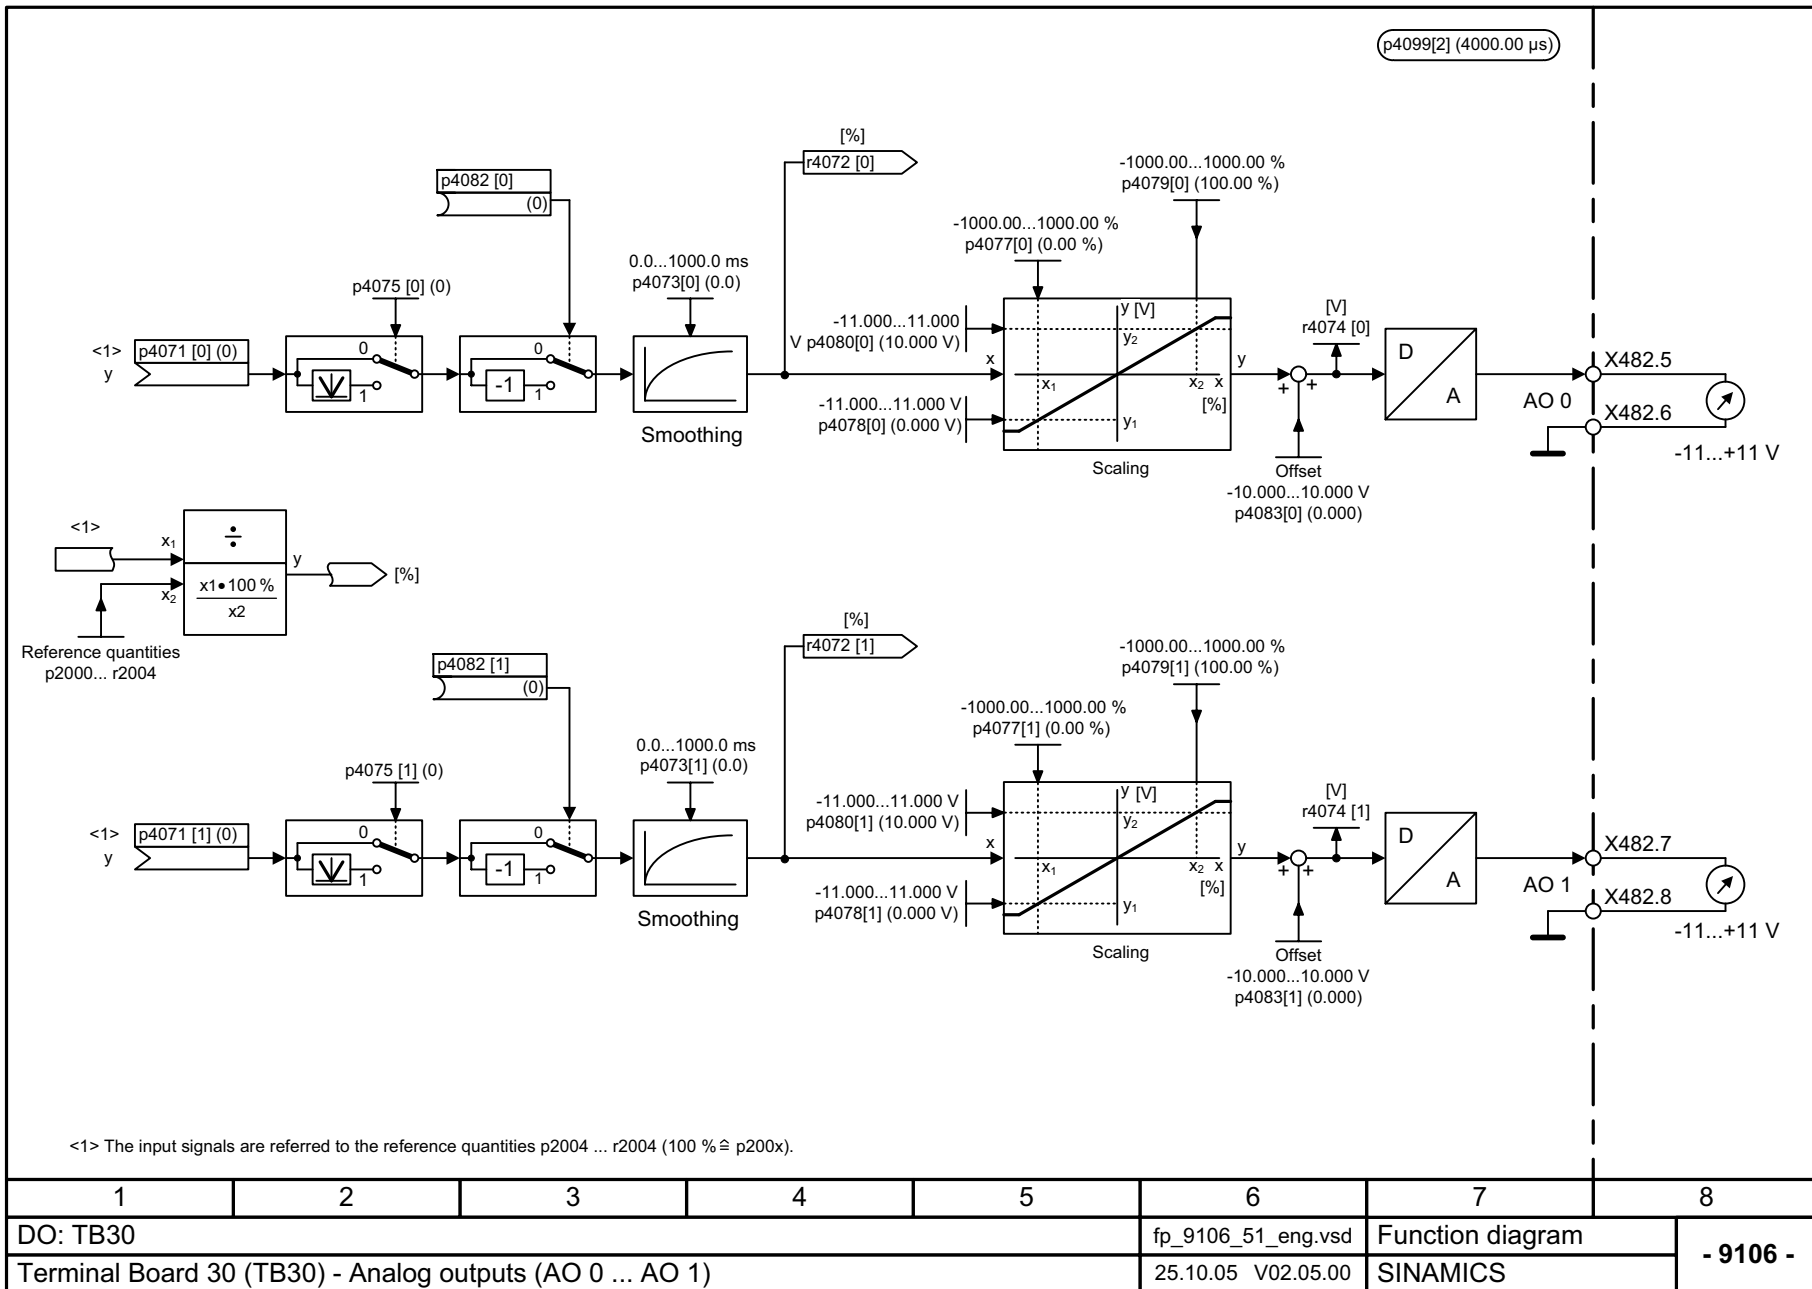 p4099[2] (4000.00 µs)
[%]
r4072 [0]
-1000.00...1000.00 %
p4079[0] (100.00 %)
p4082 [0]
(0)
-1000.00...1000.00 %
p4077[0] (0.00 %)
0.0...1000.0 ms
p4073[0] (0.0)
p4075 [0] (0)
<1>
y
p4071 [0] (0)
0
1
0
-1
1
Smoothing
-11.000...11.000
V p4080[0] (10.000 V)
x
-11.000...11.000 V
p4078[0] (0.000 V)
y [V]
y2
x1
x2 x
[%]
y1
Scaling
y
+
+
Offset
-10.000...10.000 V
p4083[0] (0.000)
[V]
r4074 [0]
D
A
AO 0
X482.5
X482.6
-11...+11 V
<1>
x1
x2
÷
x1•100 %
x2
y
[%]
Reference quantities
p2000... r2004
[%]
r4072 [1]
-1000.00...1000.00 %
p4079[1] (100.00 %)
p4082 [1]
(0)
-1000.00...1000.00 %
p4077[1] (0.00 %)
0.0...1000.0 ms
p4073[1] (0.0)
p4075 [1] (0)
<1>
y
p4071 [1] (0)
0
1
0
-1
1
Smoothing
-11.000...11.000 V
p4080[1] (10.000 V)
x
-11.000...11.000 V
p4078[1] (0.000 V)
y [V]
y2
x1
x2 x
[%]
y1
Scaling
y
+
+
Offset
-10.000...10.000 V
p4083[1] (0.000)
[V]
r4074 [1]
D
A
AO 1
X482.7
X482.8
-11...+11 V
<1> The input signals are referred to the reference quantities p2004 ... r2004 (100 % ≙ p200x).
1 2 3 4 5 6 7 8
DO: TB30
fp_9106_51_eng.vsd
Function diagram
- 9106 -
Terminal Board 30 (TB30) - Analog outputs (AO 0 ... AO 1)
25.10.05 V02.05.00
SINAMICS